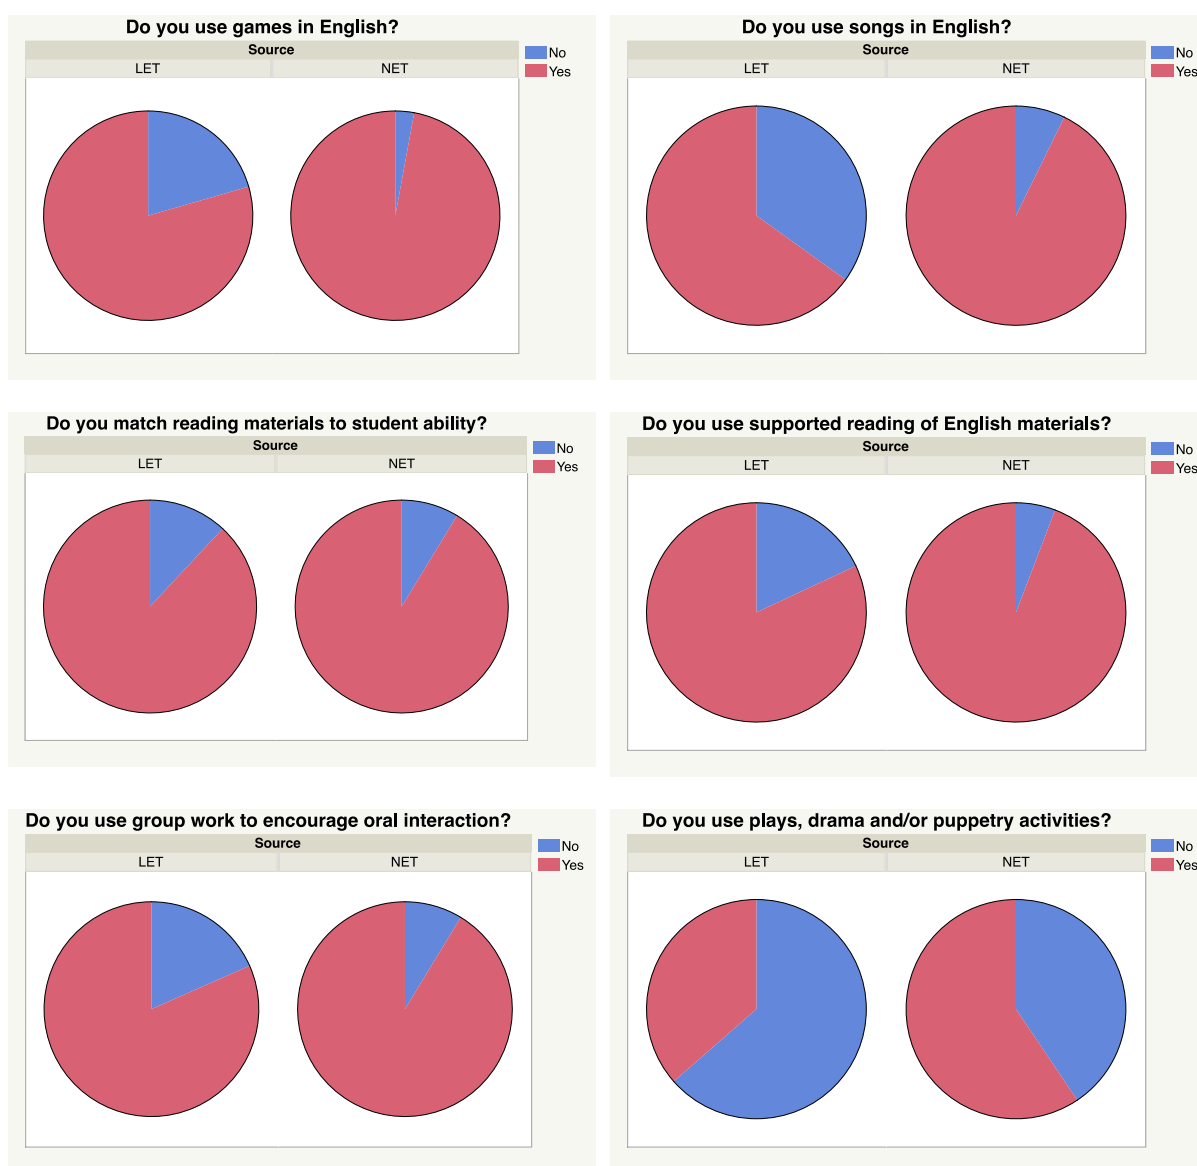 Do you use games in English?
Source
LET NET
No
Yes
Do you use songs in English?
Source
LET NET
No
Yes
Do you match reading materials to student ability?
Source
LET NET
No
Yes
Do you use supported reading of English materials?
Source
LET NET
No
Yes
Do you use group work to encourage oral interaction?
Source
LET NET
No
Yes
Do you use plays, drama and/or puppetry activities?
Source
LET NET
No
Yes